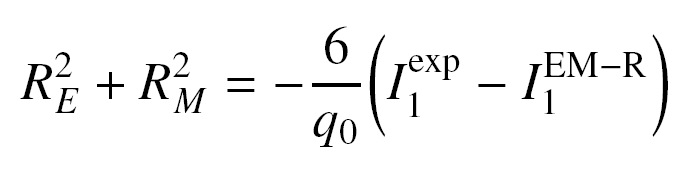 $R_E^2 + R_M^2 = -\frac{6}{q_0}\left(I_1^{\mathrm{exp}} - I_1^{\mathrm{EM-R}}\right)$